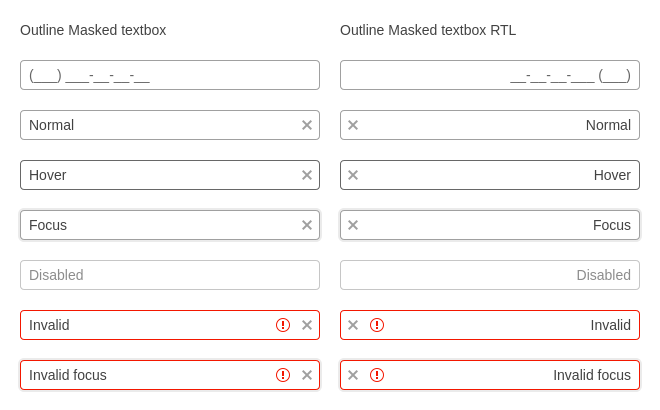 Outline Masked textbox
(___) ___-__-__-__
Normal
Hover
Focus
Disabled
Invalid
Invalid focus
Outline Masked textbox RTL
__-__-__-___ (___)
Normal
Hover
Focus
Disabled
Invalid
Invalid focus